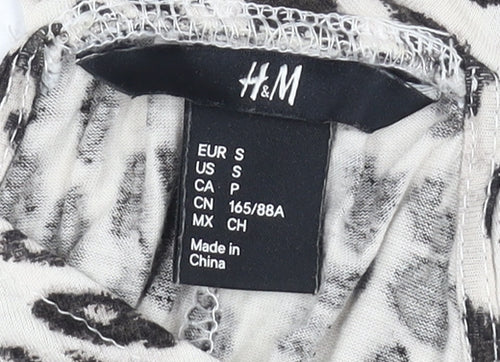 H&M
EUR S
US S
CA P
CN 165/88A
MX CH
Made in
China